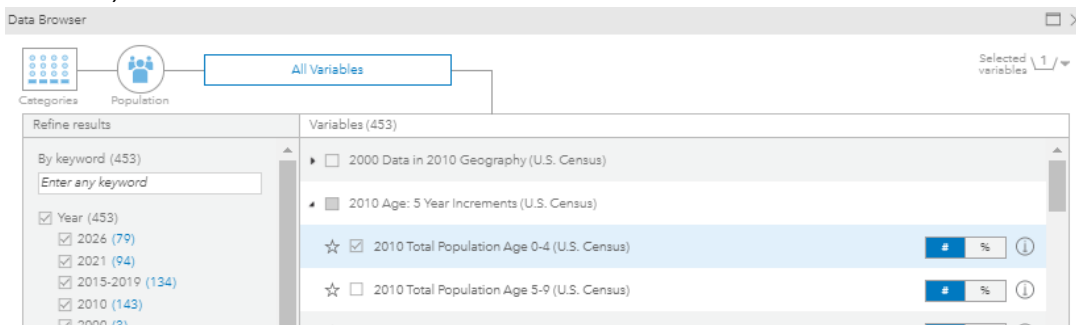 Data Browser
All Variables
Selected variables 1
Categories
Population
Refine results
Variables (453)
By keyword (453)
Enter any keyword
2000 Data in 2010 Geography (U.S. Census)
2010 Age: 5 Year Increments (U.S. Census)
Year (453)
2026 (79)
2010 Total Population Age 0-4 (U.S. Census)
# %
2021 (94)
2015-2019 (134)
2010 Total Population Age 5-9 (U.S. Census)
# %
2010 (143)
2000 (3)